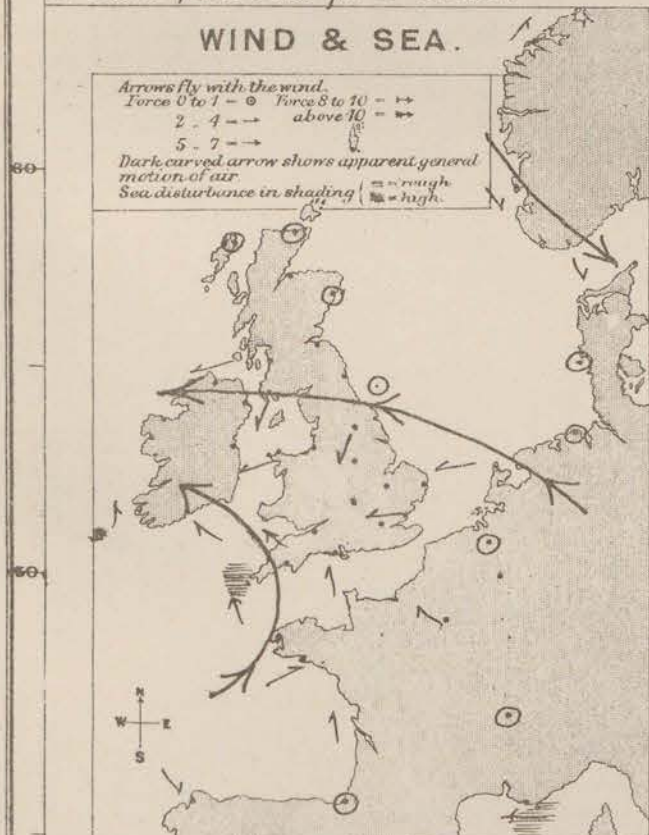 WIND & SEA.
Arrows fly with the wind.
Force 0 to 1 = ⊙ Force 8 to 10 = ↦
2 - 4 = → above 10 =
5 - 7 = →
Dark curved arrow shows apparent general
motion of air
Sea disturbance in shading { = rough
= high.
60
50
N
W E
S